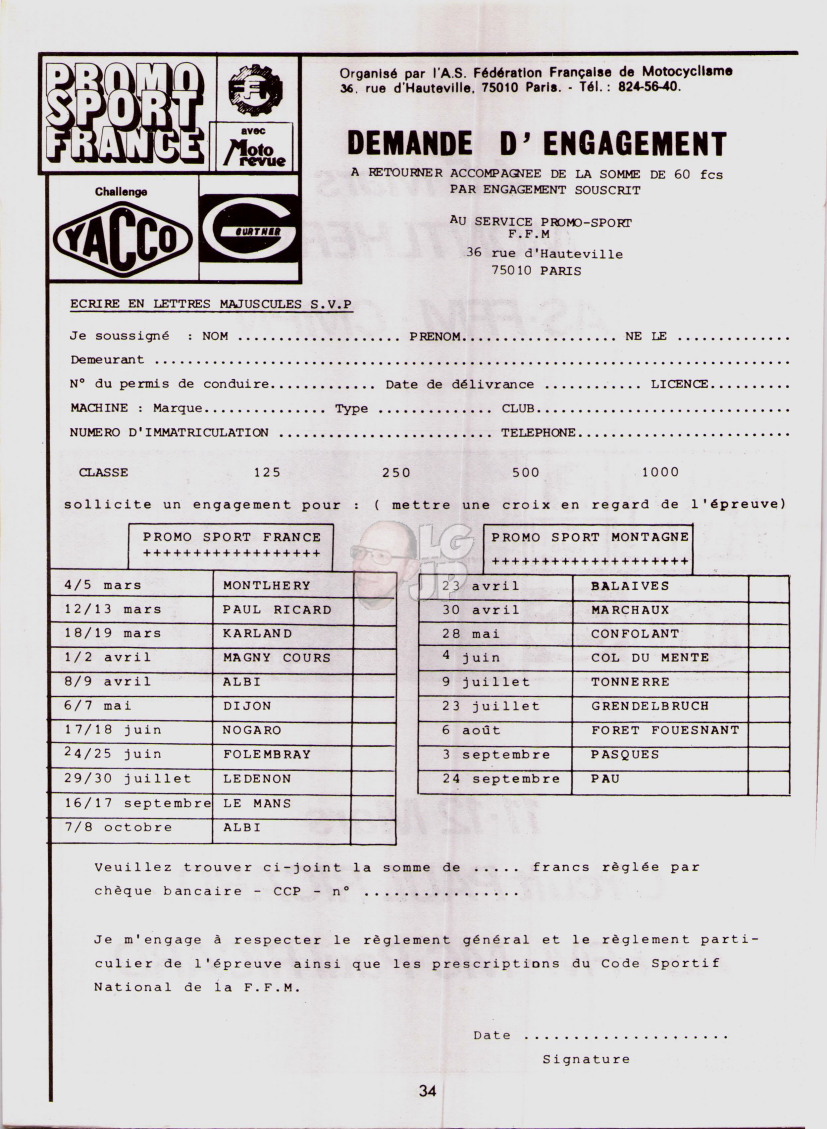 PROMO
SPORT
FRANCE
avec
Moto
revue
Challenge
YACCO
GURTNER
Organisé par l'A.S. Fédération Française de Motocyclisme
36, rue d'Hauteville, 75010 Paris. - Tél. : 824-56-40.
DEMANDE D' ENGAGEMENT
A RETOURNER ACCOMPAGNEE DE LA SOMME DE 60 fcs
PAR ENGAGEMENT SOUSCRIT
AU SERVICE PROMO-SPORT
F.F.M
36 rue d'Hauteville
75010 PARIS
ECRIRE EN LETTRES MAJUSCULES S.V.P
Je soussigné : NOM .................... PRENOM................... NE LE ..............
Demeurant ..............................................................................
N° du permis de conduire............. Date de délivrance ............ LICENCE..........
MACHINE : Marque............... Type .............. CLUB...............................
NUMERO D'IMMATRICULATION .......................... TELEPHONE..........................
CLASSE 125 250 500 1000
sollicite un engagement pour : ( mettre une croix en regard de l'épreuve)
PROMO SPORT FRANCE
++++++++++++++++++
4/5 mars MONTLHERY
12/13 mars PAUL RICARD
18/19 mars KARLAND
1/2 avril MAGNY COURS
8/9 avril ALBI
6/7 mai DIJON
17/18 juin NOGARO
24/25 juin FOLEMBRAY
29/30 juillet LEDENON
16/17 septembre LE MANS
7/8 octobre ALBI
PROMO SPORT MONTAGNE
++++++++++++++++++++
23 avril BALAIVES
30 avril MARCHAUX
28 mai CONFOLANT
4 juin COL DU MENTE
9 juillet TONNERRE
23 juillet GRENDELBRUCH
6 août FORET FOUESNANT
3 septembre PASQUES
24 septembre PAU
LG
JP
Veuillez trouver ci-joint la somme de ..... francs règlée par
chèque bancaire - CCP - n° ................
Je m'engage à respecter le règlement général et le règlement parti-
culier de l'épreuve ainsi que les prescriptions du Code Sportif
National de la F.F.M.
Date .....................
Signature
34